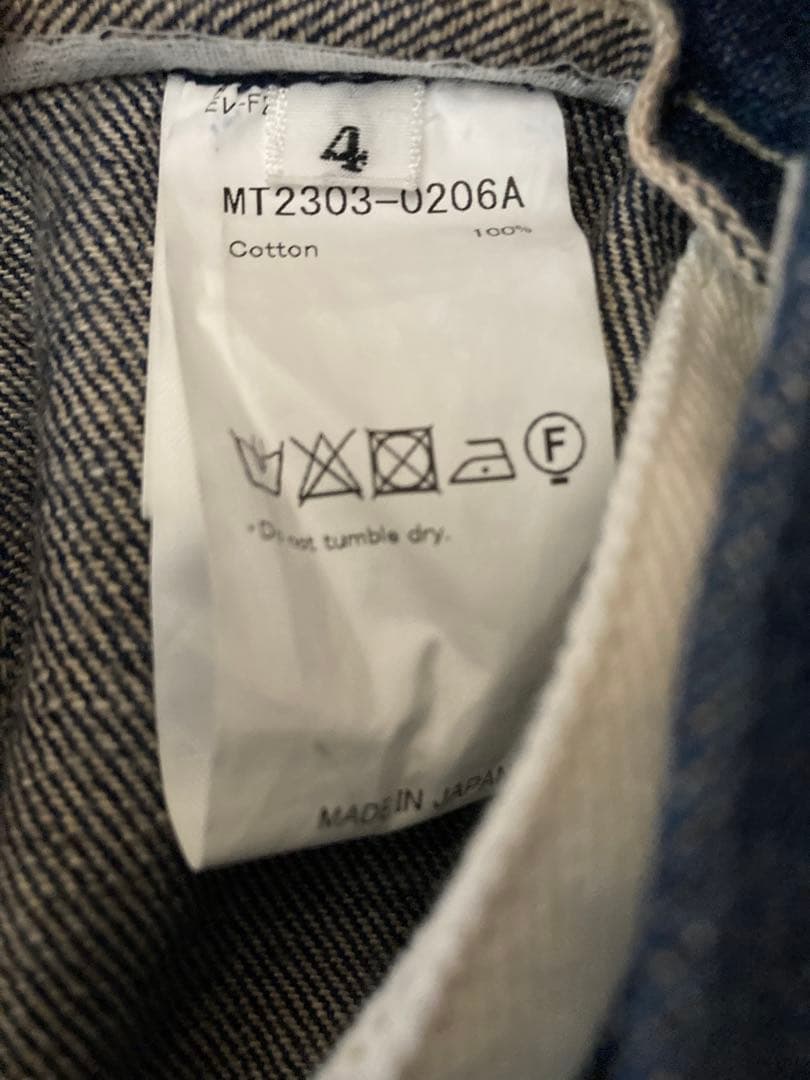 4
MT2303-0206A
Cotton 100%
F
*Do not tumble dry.
MADE IN JAPAN